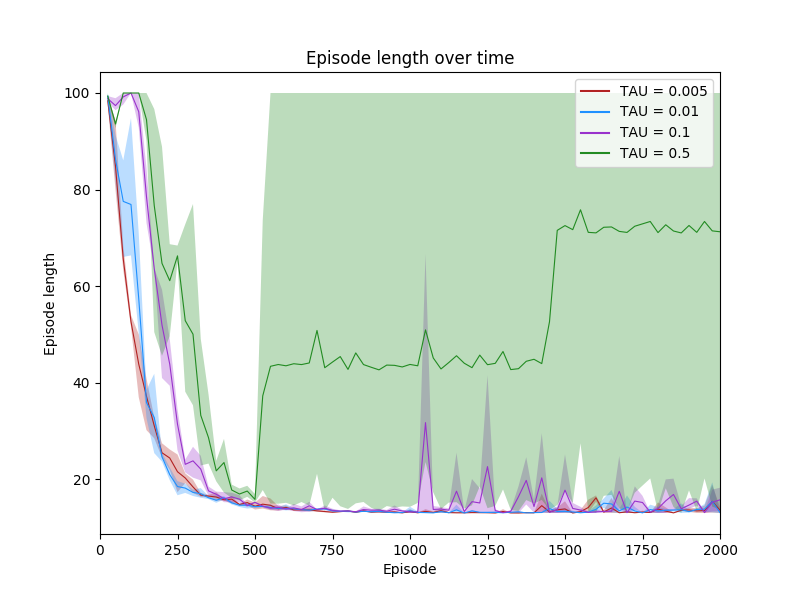 Episode length over time
TAU = 0.005
TAU = 0.01
TAU = 0.1
TAU = 0.5
Episode length
100
80
60
40
20
0 250 500 750 1000 1250 1500 1750 2000
Episode